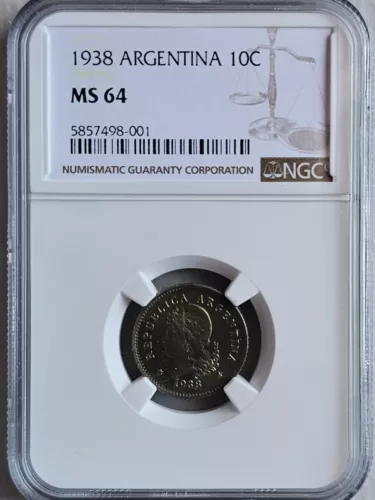 1938 ARGENTINA 10C
MS 64
5857498-001
NUMISMATIC GUARANTY CORPORATION
NGC
REPUBLICA ARGENTINA
1938